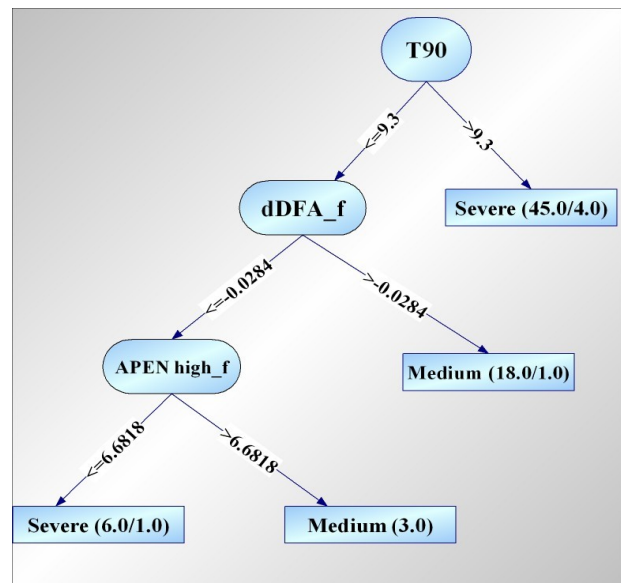 T90
<=9.3
>9.3
dDFA_f
Severe (45.0/4.0)
<=-0.0284
>-0.0284
APEN high_f
Medium (18.0/1.0)
<=6.6818
>6.6818
Severe (6.0/1.0)
Medium (3.0)